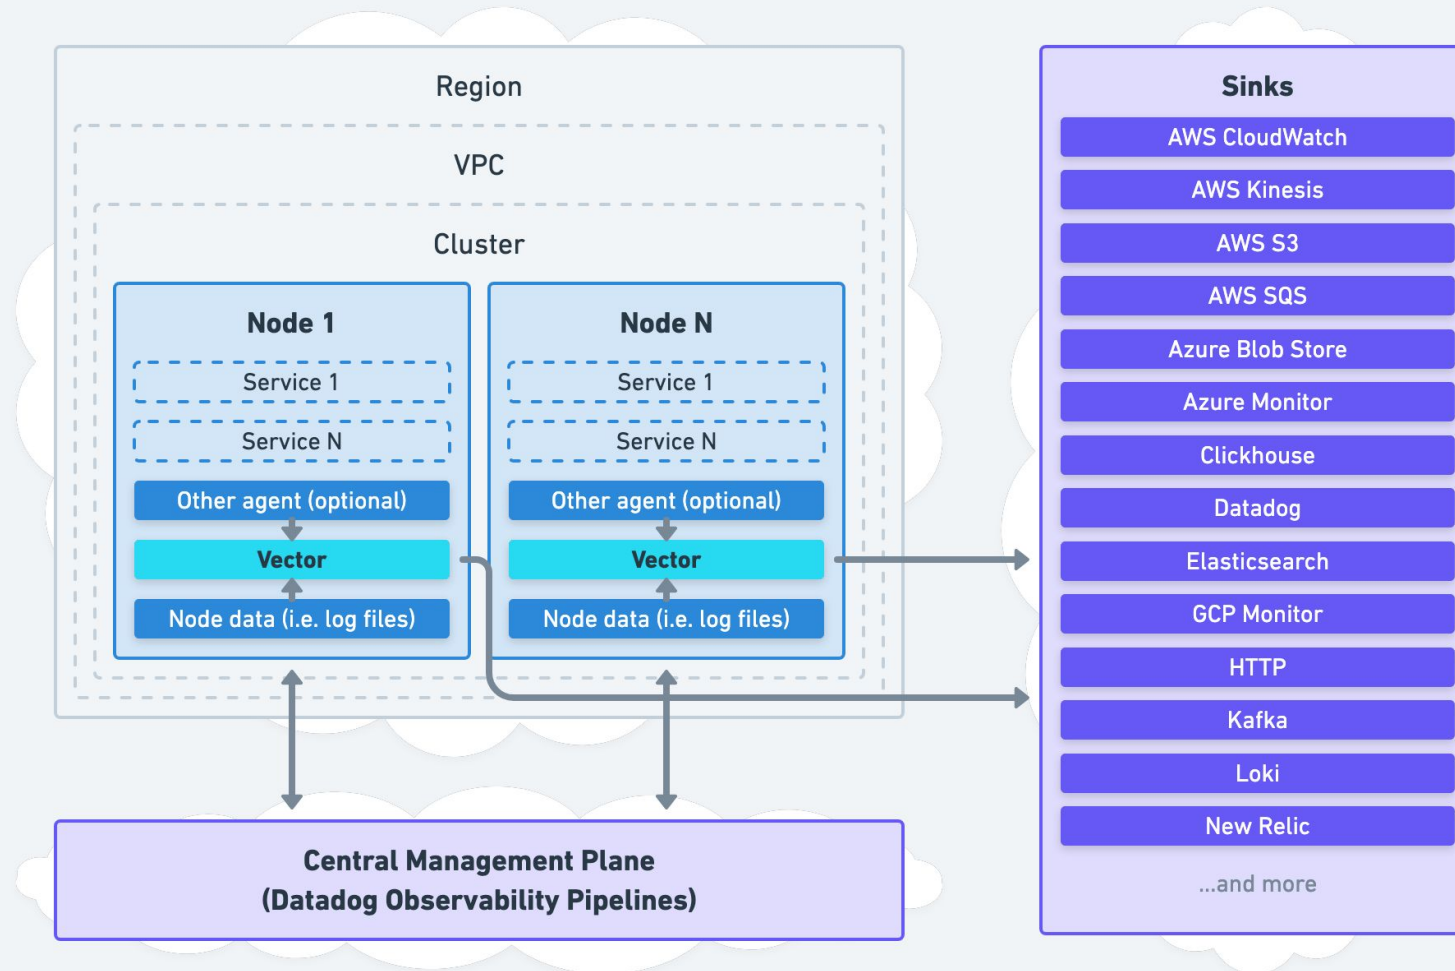 Region
VPC
Cluster
Node 1
Service 1
Service N
Other agent (optional)
Vector
Node data (i.e. log files)
Node N
Service 1
Service N
Other agent (optional)
Vector
Node data (i.e. log files)
Central Management Plane
(Datadog Observability Pipelines)
Sinks
AWS CloudWatch
AWS Kinesis
AWS S3
AWS SQS
Azure Blob Store
Azure Monitor
Clickhouse
Datadog
Elasticsearch
GCP Monitor
HTTP
Kafka
Loki
New Relic
...and more